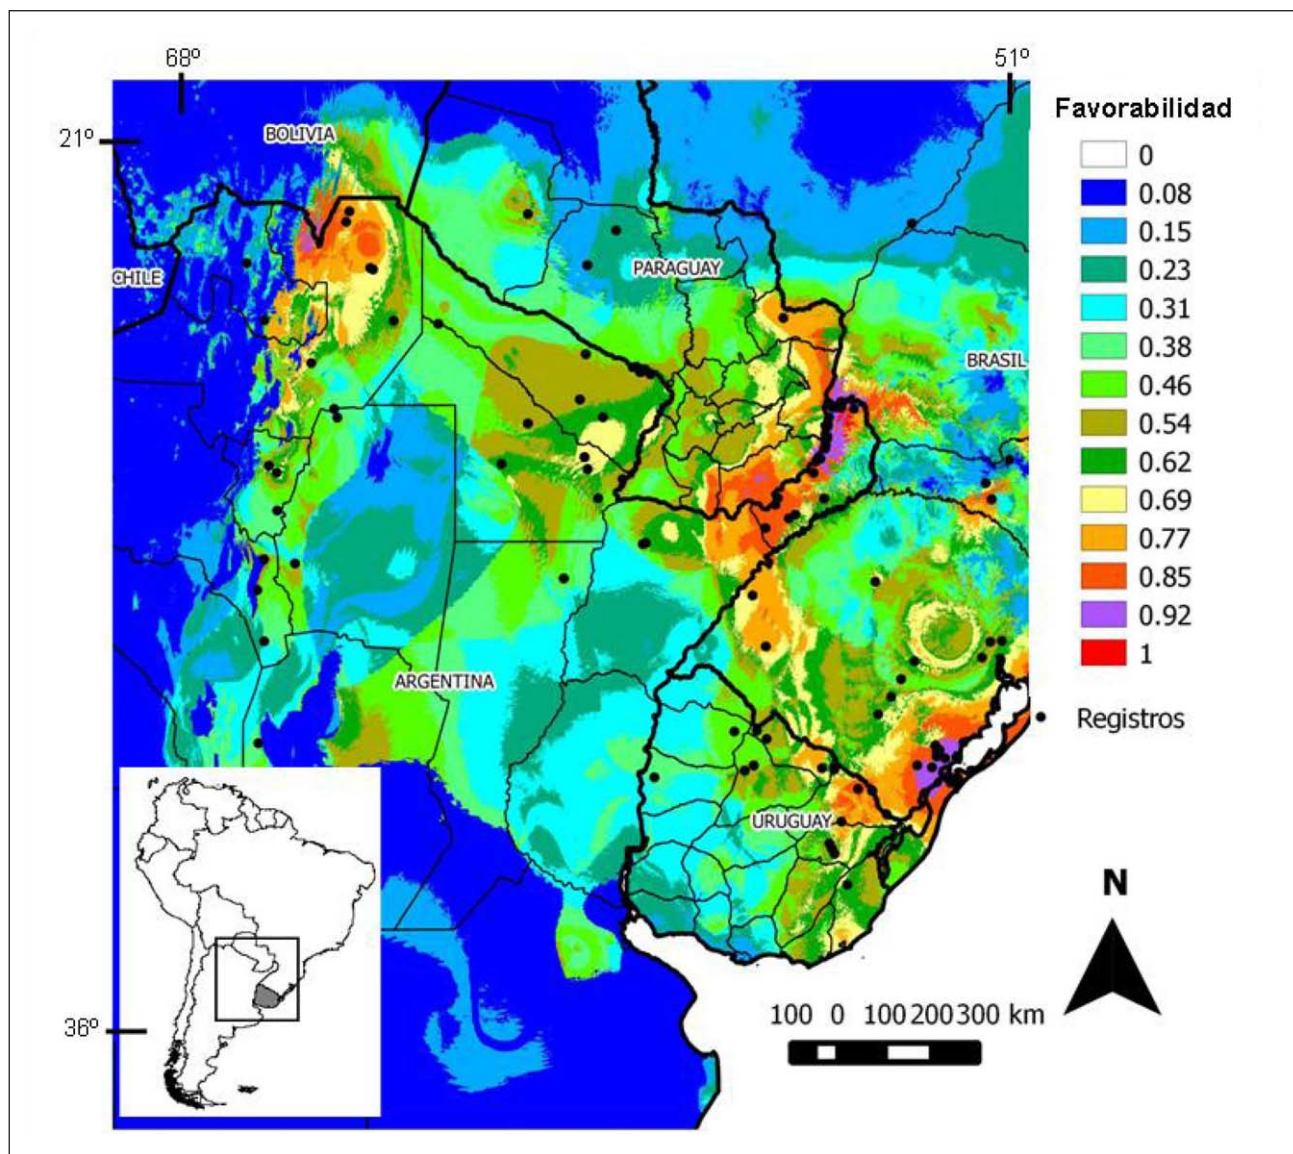 68º
51º
21º
36º
BOLIVIA
CHILE
PARAGUAY
BRASIL
ARGENTINA
URUGUAY
Favorabilidad
0
0.08
0.15
0.23
0.31
0.38
0.46
0.54
0.62
0.69
0.77
0.85
0.92
1
Registros
N
100 0 100 200 300 km